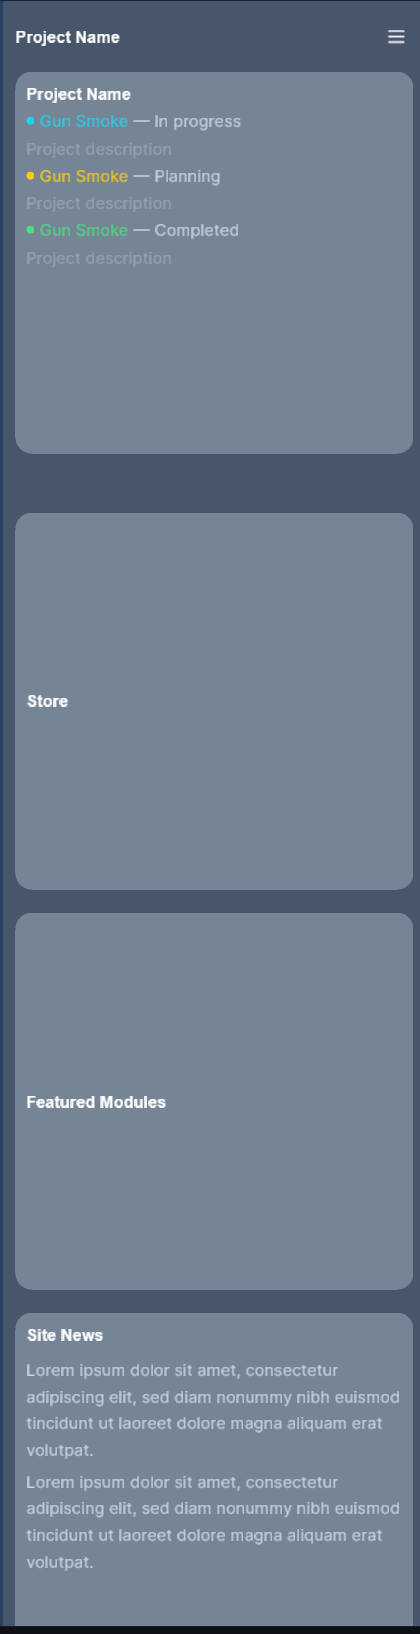 Project Name
Project Name
Gun Smoke — In progress
Project description
Gun Smoke — Planning
Project description
Gun Smoke — Completed
Project description
Store
Featured Modules
Site News
Lorem ipsum dolor sit amet, consectetur
adipiscing elit, sed diam nonummy nibh euismod
tincidunt ut laoreet dolore magna aliquam erat
volutpat.
Lorem ipsum dolor sit amet, consectetur
adipiscing elit, sed diam nonummy nibh euismod
tincidunt ut laoreet dolore magna aliquam erat
volutpat.